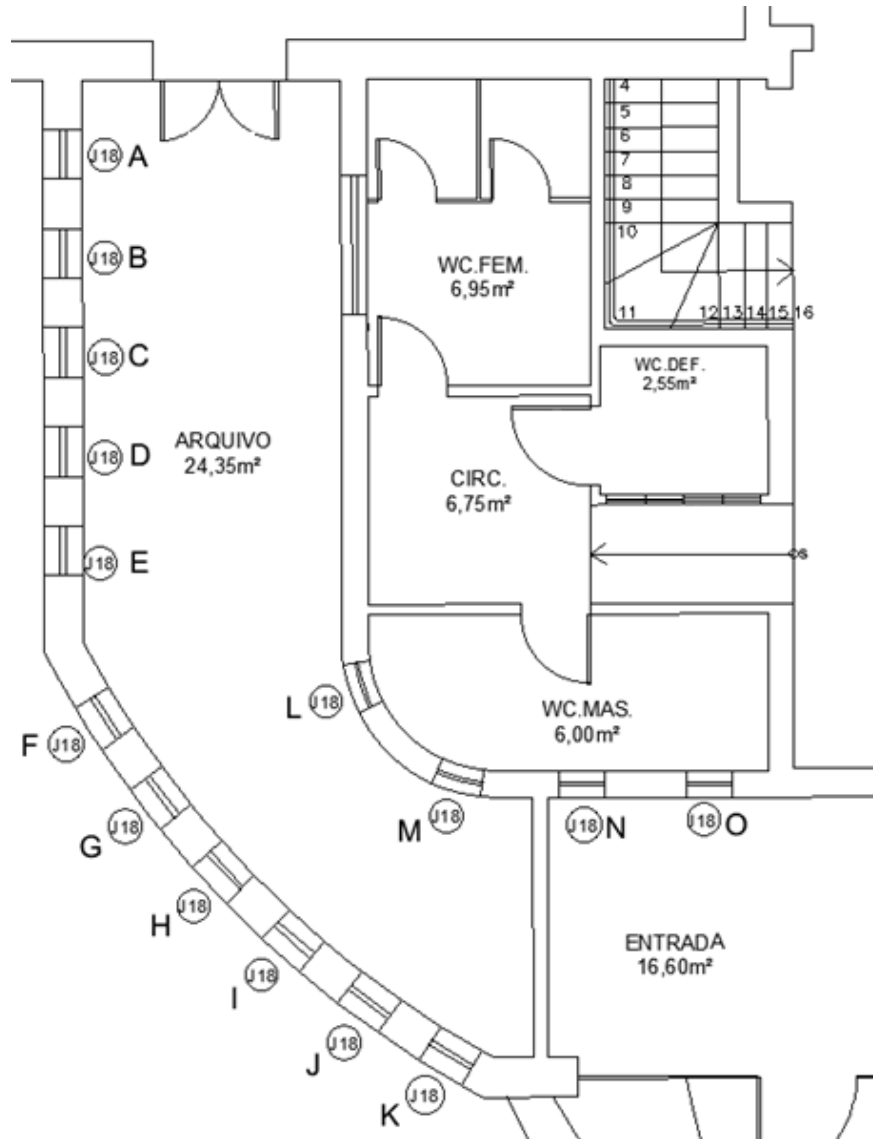 4
5
6
7
8
9
10
11
12
13
14
15
16
J18 A
J18 B
J18 C
J18 D
J18 E
WC.FEM.
6,95m²
WC.DEF.
2,55m²
ARQUIVO
24,35m²
CIRC.
6,75m²
s
L J18
WC.MAS.
6,00m²
F J18
G J18
M J18
J18 N
J18 O
H J18
I J18
ENTRADA
16,60m²
J J18
K J18